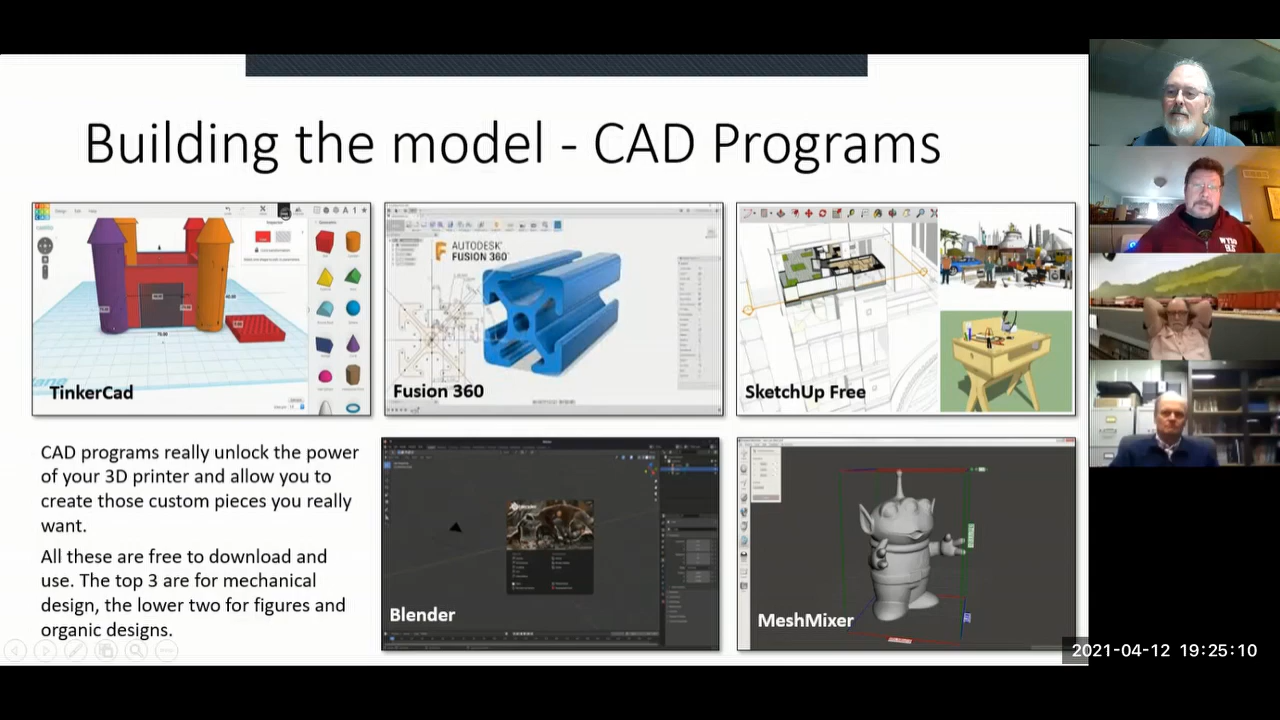 Building the model - CAD Programs
TinkerCad
AUTODESK
FUSION 360
Fusion 360
SketchUp Free
CAD programs really unlock the power
of your 3D printer and allow you to
create those custom pieces you really
want.
All these are free to download and
use. The top 3 are for mechanical
design, the lower two for figures and
organic designs.
blender
Blender
MeshMixer
2021-04-12 19:25:10